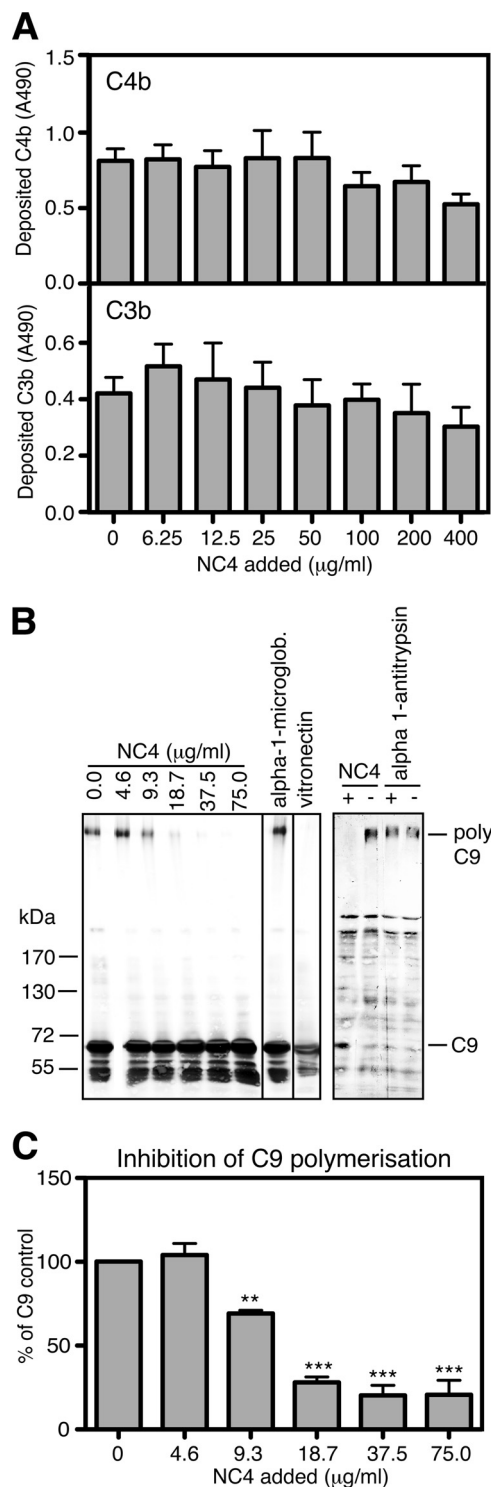 A
C4b
Deposited C4b (A490)
1.5
1.0
0.5
0.0
C3b
Deposited C3b (A490)
0.6
0.4
0.2
0.0
0 6.25 12.5 25 50 100 200 400
NC4 added (μg/ml)
B
NC4 (μg/ml)
0.0 4.6 9.3 18.7 37.5 75.0
alpha-1-microglob.
vitronectin
NC4
alpha 1-antitrypsin
+ - + -
poly
C9
kDa
170
130
72
55
C9
C
Inhibition of C9 polymerisation
% of C9 control
150
100
50
0
** *** *** ***
0 4.6 9.3 18.7 37.5 75.0
NC4 added (μg/ml)